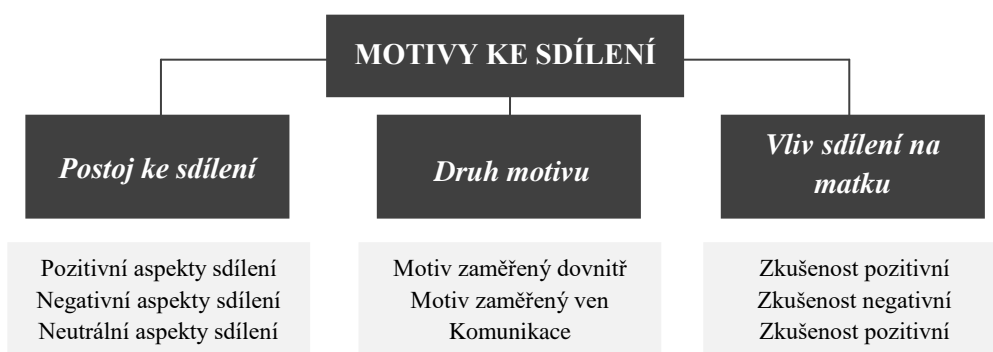 MOTIVY KE SDÍLENÍ
Postoj ke sdílení
Druh motivu
Vliv sdílení na
matku
Pozitivní aspekty sdílení
Negativní aspekty sdílení
Neutrální aspekty sdílení
Motiv zaměřený dovnitř
Motiv zaměřený ven
Komunikace
Zkušenost pozitivní
Zkušenost negativní
Zkušenost pozitivní